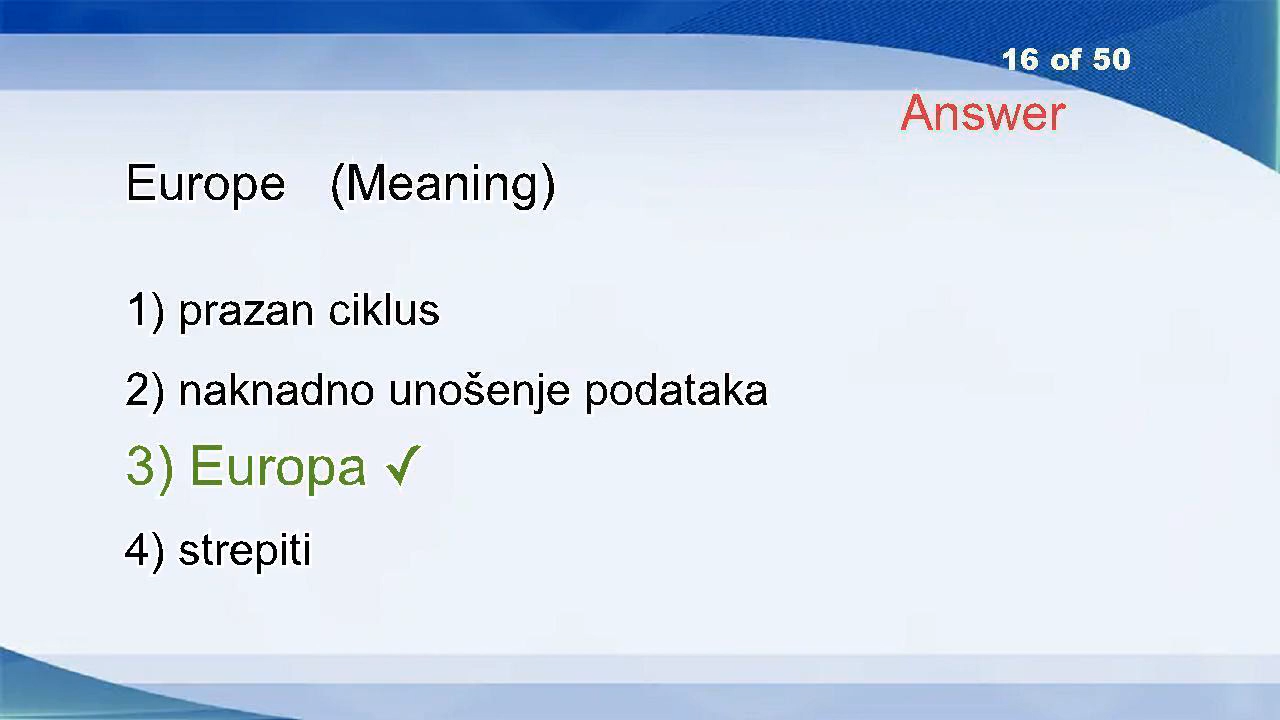 16 of 50
Answer
Europe (Meaning)
1) prazan ciklus
2) naknadno unošenje podataka
3) Europa ✓
4) strepiti